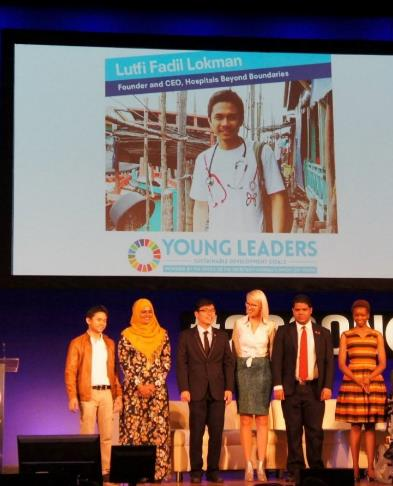 Lutfi Fadil Lokman
Founder and CEO, Hospitals Beyond Boundaries
YOUNG LEADERS
SUSTAINABLE DEVELOPMENT GOALS